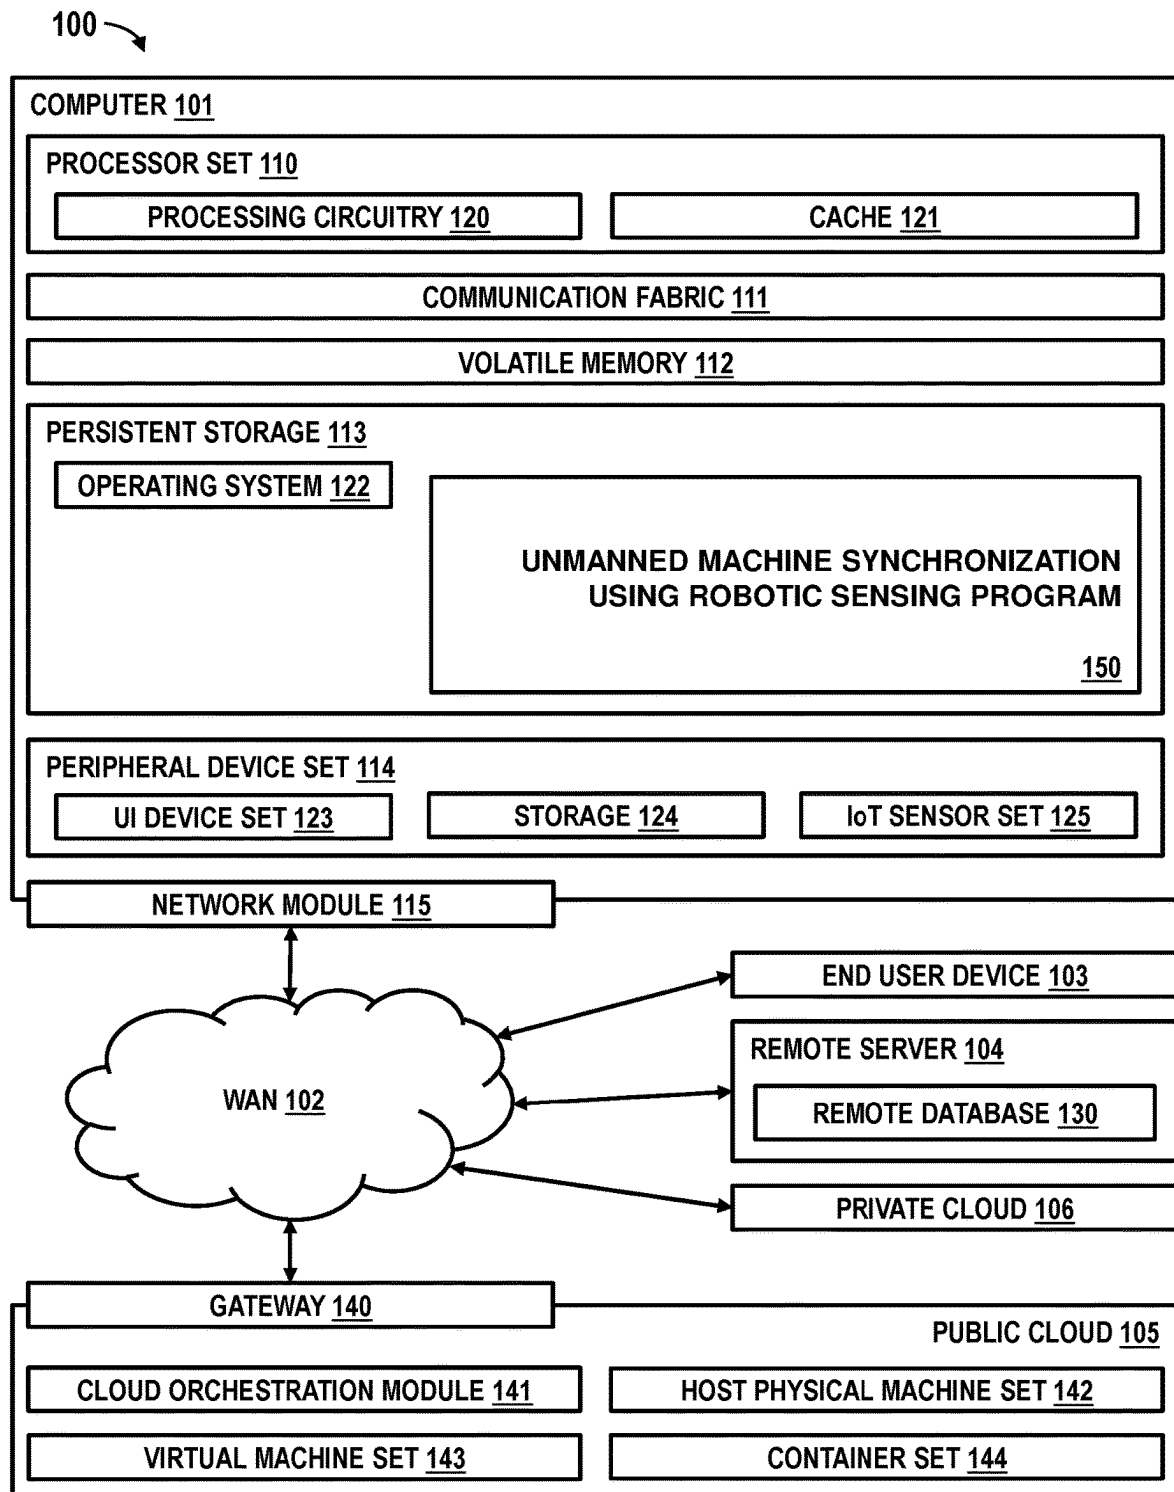 100
COMPUTER 101
PROCESSOR SET 110
PROCESSING CIRCUITRY 120
CACHE 121
COMMUNICATION FABRIC 111
VOLATILE MEMORY 112
PERSISTENT STORAGE 113
OPERATING SYSTEM 122
UNMANNED MACHINE SYNCHRONIZATION
USING ROBOTIC SENSING PROGRAM
150
PERIPHERAL DEVICE SET 114
UI DEVICE SET 123
STORAGE 124
IoT SENSOR SET 125
NETWORK MODULE 115
END USER DEVICE 103
REMOTE SERVER 104
WAN 102
REMOTE DATABASE 130
PRIVATE CLOUD 106
GATEWAY 140
PUBLIC CLOUD 105
CLOUD ORCHESTRATION MODULE 141
HOST PHYSICAL MACHINE SET 142
VIRTUAL MACHINE SET 143
CONTAINER SET 144